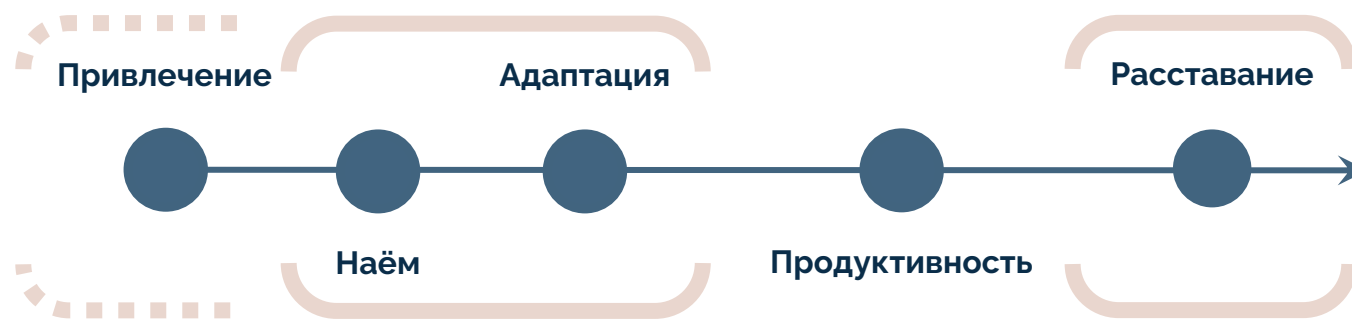 Привлечение
Адаптация
Расставание
Наём
Продуктивность